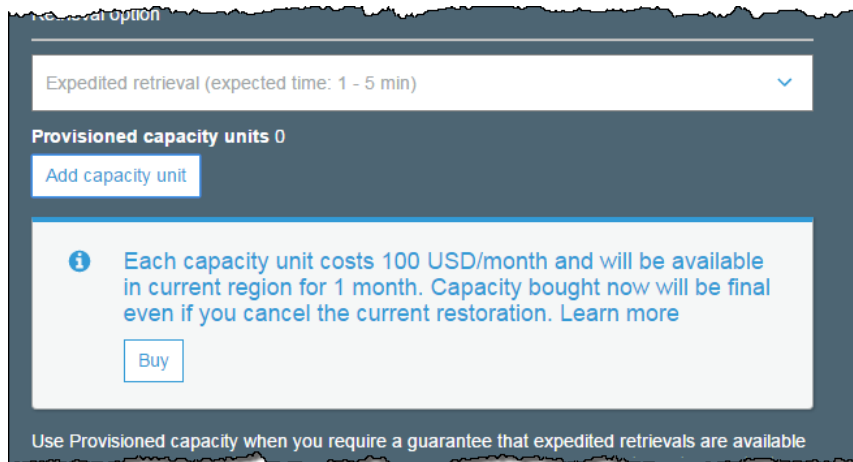 Retrieval option
Expedited retrieval (expected time: 1 - 5 min)
Provisioned capacity units 0
Add capacity unit
Each capacity unit costs 100 USD/month and will be available
in current region for 1 month. Capacity bought now will be final
even if you cancel the current restoration. Learn more
Buy
Use Provisioned capacity when you require a guarantee that expedited retrievals are available